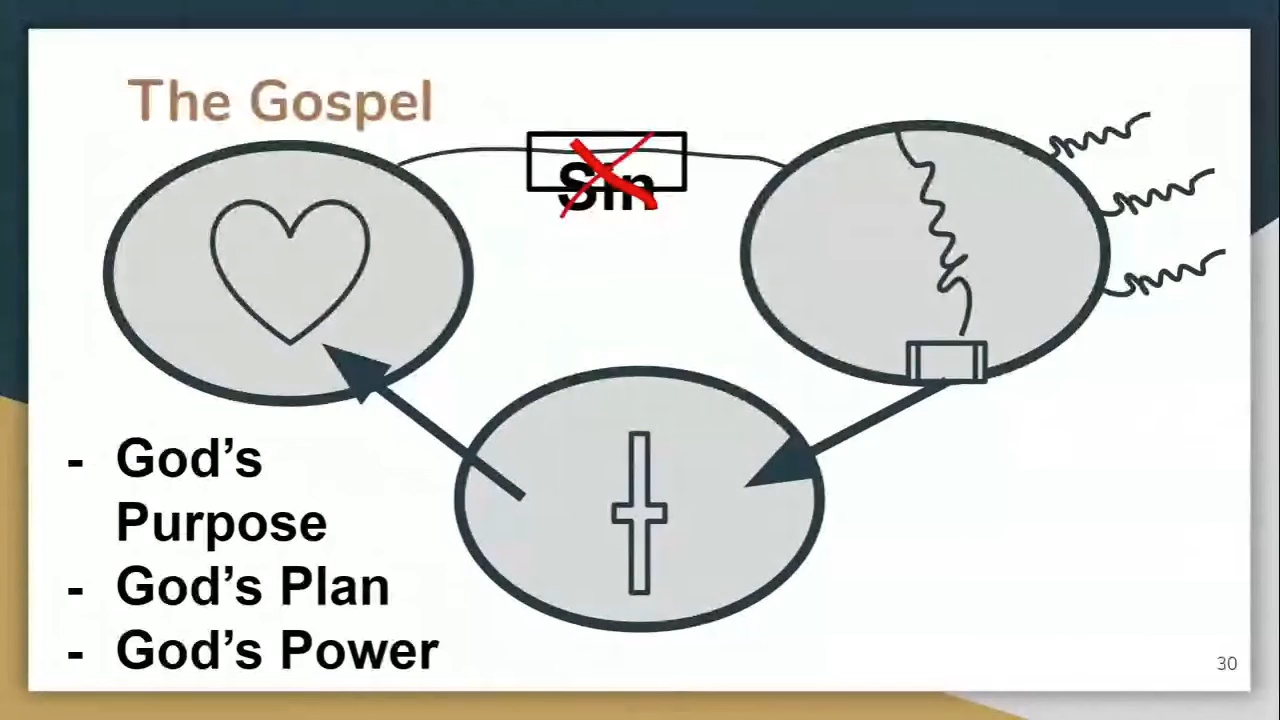 The Gospel
Sin
- God’s
Purpose
- God’s Plan
- God’s Power
30